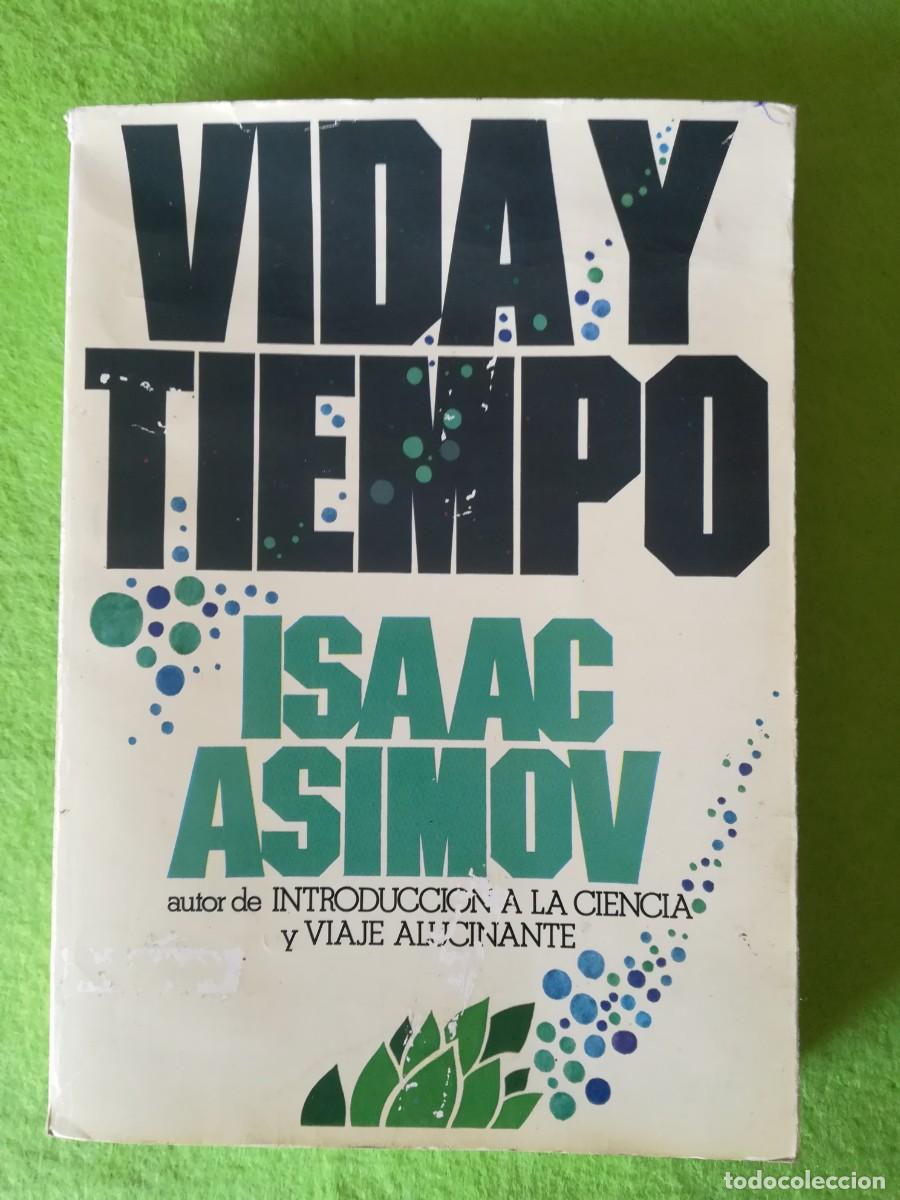 VIDA Y
TIEMPO
ISAAC
ASIMOV
autor de INTRODUCCION A LA CIENCIA
y VIAJE ALUCINANTE
todocoleccion